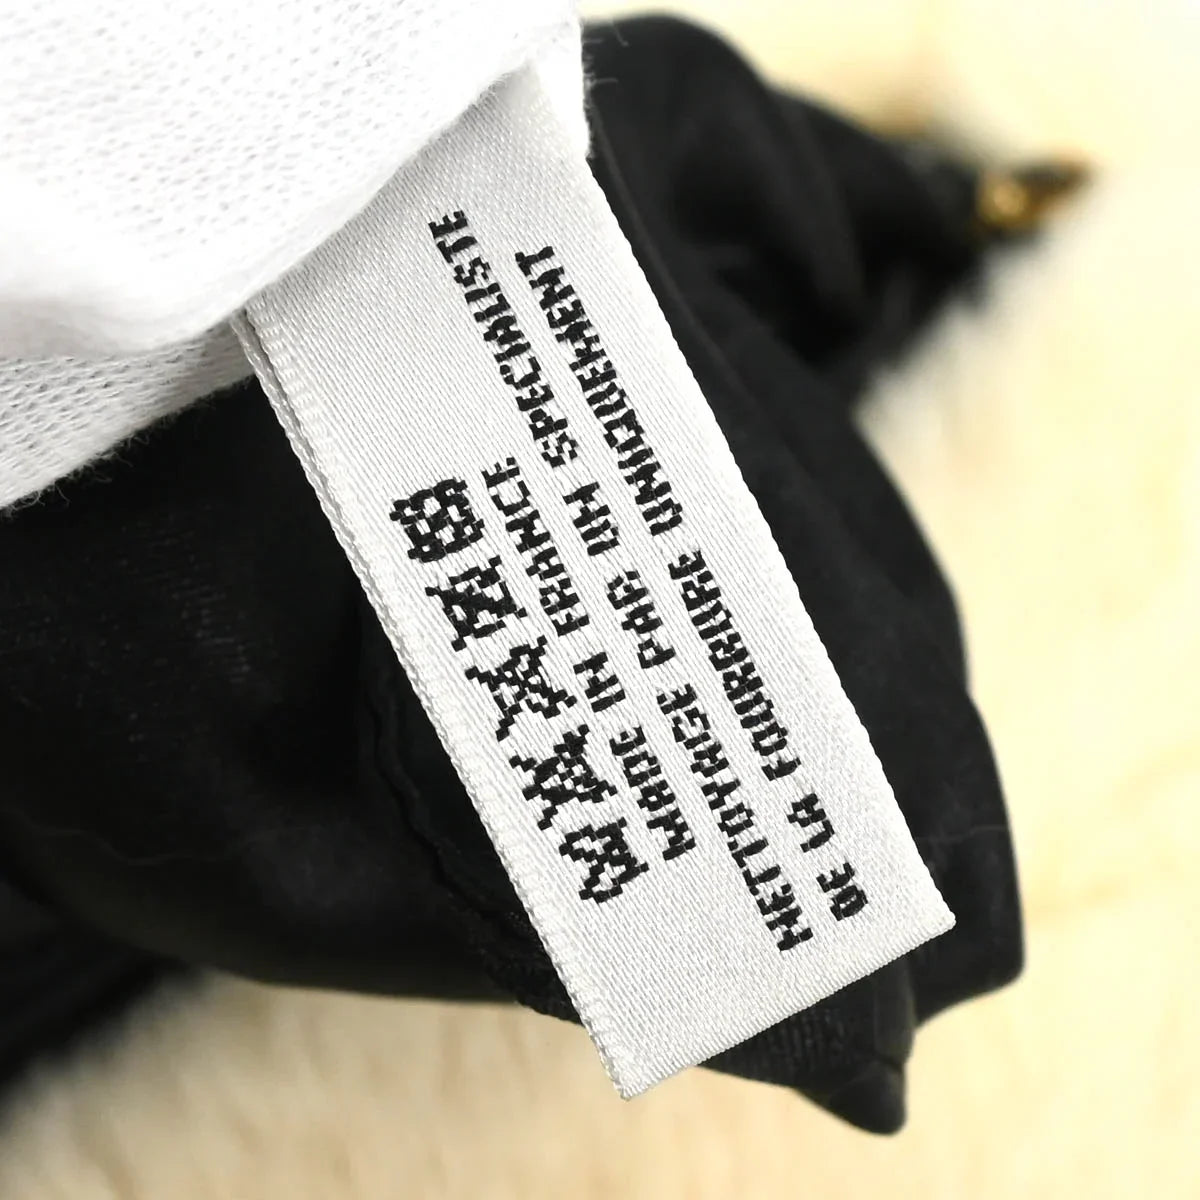 MADE IN FRANCE
NETTOYAGE PAR UN SPECIALISTE
DE LA FOURRURE UNIQUEMENT